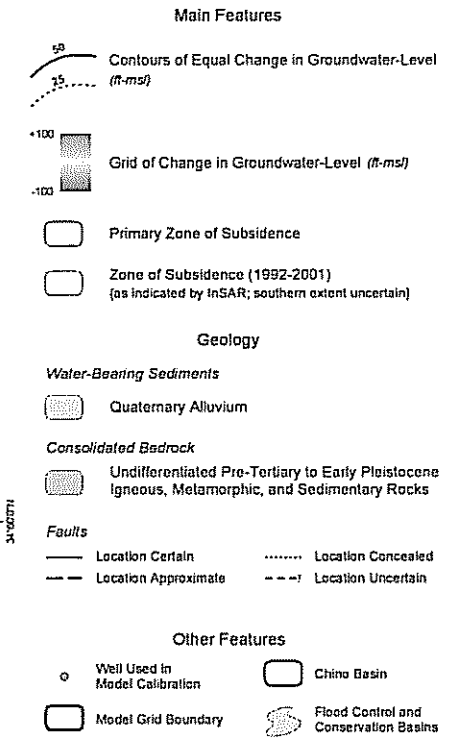 Main Features
50
Contours of Equal Change in Groundwater-Level
(ft-msl)
25
+100
Grid of Change in Groundwater-Level (ft-msl)
-100
Primary Zone of Subsidence
Zone of Subsidence (1992-2001)
[as indicated by InSAR; southern extent uncertain]
Geology
Water-Bearing Sediments
Quaternary Alluvium
Consolidated Bedrock
Undifferentiated Pre-Tertiary to Early Pleistocene
Igneous, Metamorphic, and Sedimentary Rocks
Faults
Location Certain
Location Concealed
Location Approximate
? Location Uncertain
Other Features
Well Used in
Model Calibration
Chino Basin
Model Grid Boundary
Flood Control and
Conservation Basins